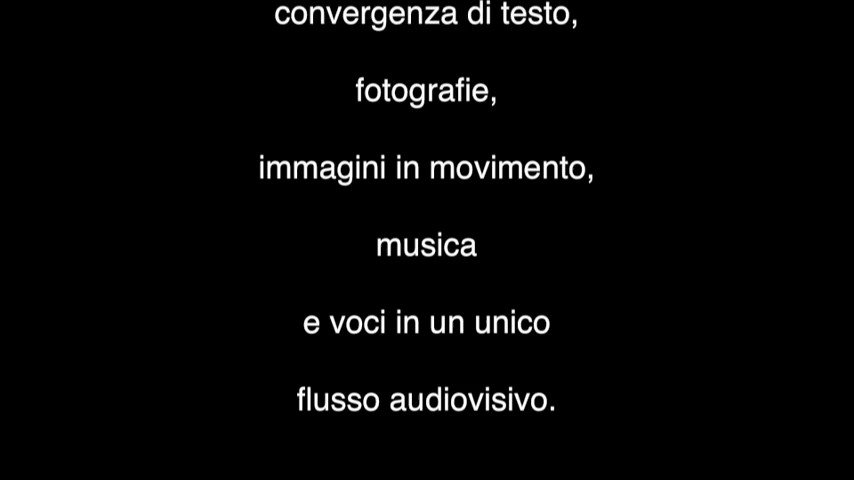 convergenza di testo,
fotografie,
immagini in movimento,
musica
e voci in un unico
flusso audiovisivo.